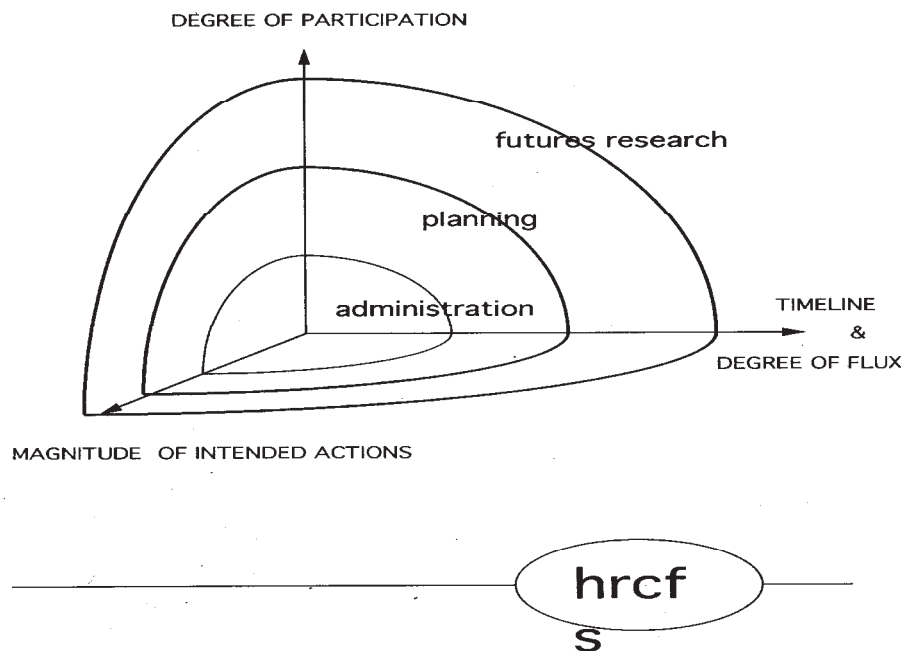 DEGREE OF PARTICIPATION
futures research
planning
administration
TIMELINE
&
DEGREE OF FLUX
MAGNITUDE OF INTENDED ACTIONS
hrcf
s